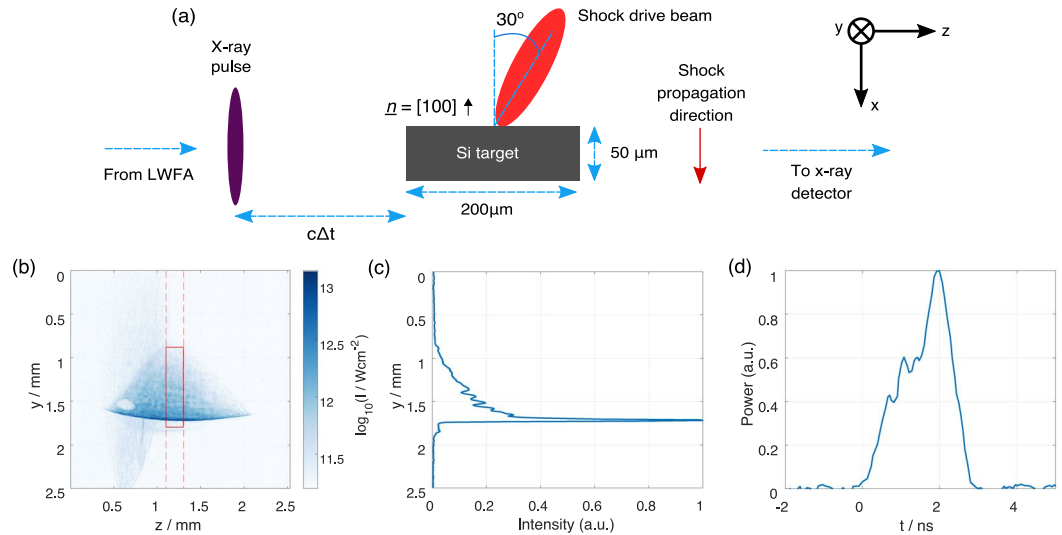 (a)
X-ray
pulse
30°
Shock drive beam
y
z
x
n = [100]
Shock
propagation
direction
Si target
50 µm
From LWFA
To x-ray
detector
200µm
cΔt
(b)
0
0.5
1
1.5
2
2.5
y / mm
0.5
1
1.5
2
2.5
z / mm
13
12.5
12
11.5
log10(I / Wcm-2)
(c)
0
0.5
1
1.5
2
2.5
y / mm
0
0.2
0.4
0.6
0.8
1
Intensity (a.u.)
(d)
1
0.8
0.6
0.4
0.2
0
Power (a.u.)
-2
0
2
4
t / ns